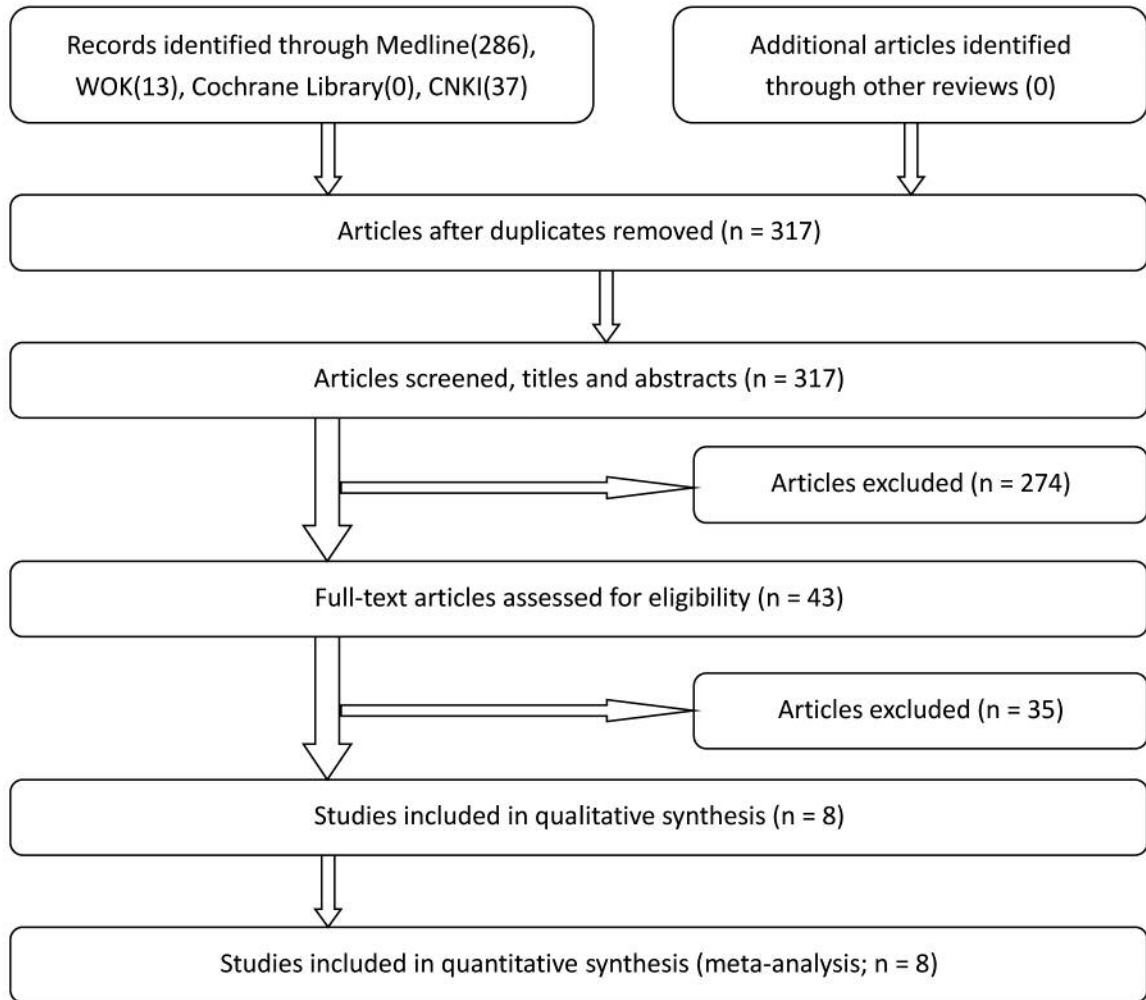 Records identified through Medline(286),
WOK(13), Cochrane Library(0), CNKI(37)
Additional articles identified
through other reviews (0)
Articles after duplicates removed (n = 317)
Articles screened, titles and abstracts (n = 317)
Articles excluded (n = 274)
Full-text articles assessed for eligibility (n = 43)
Articles excluded (n = 35)
Studies included in qualitative synthesis (n = 8)
Studies included in quantitative synthesis (meta-analysis; n = 8)